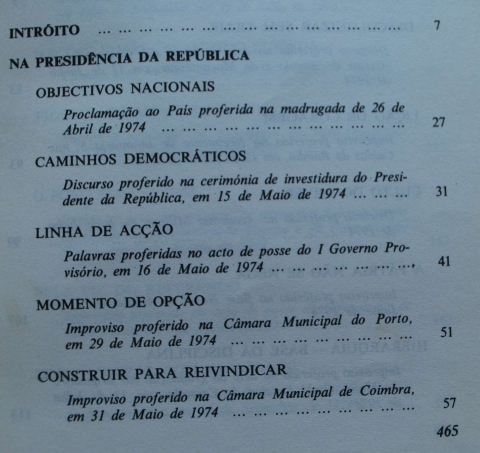 INTRÓITO ... ... ... ... ... ... ... ... ... ... ... ... ... 7
NA PRESIDÊNCIA DA REPÚBLICA
OBJECTIVOS NACIONAIS
Proclamação ao País proferida na madrugada de 26 de
Abril de 1974 ... ... ... ... ... ... ... ... ... ... ... 27
CAMINHOS DEMOCRÁTICOS
Discurso proferido na cerimónia de investidura do Presi-
dente da República, em 15 de Maio de 1974 ... ... ... 31
LINHA DE ACÇÃO
Palavras proferidas no acto de posse do I Governo Pro-
visório, em 16 de Maio de 1974 ... ... ... ... ... ..., 41
MOMENTO DE OPÇÃO
Improviso proferido na Câmara Municipal do Porto,
em 29 de Maio de 1974 ... ... ... ... ... ... ... ... 51
CONSTRUIR PARA REIVINDICAR
Improviso proferido na Câmara Municipal de Coimbra,
em 31 de Maio de 1974 ... ... ... ... ... ... ... ... 57
465